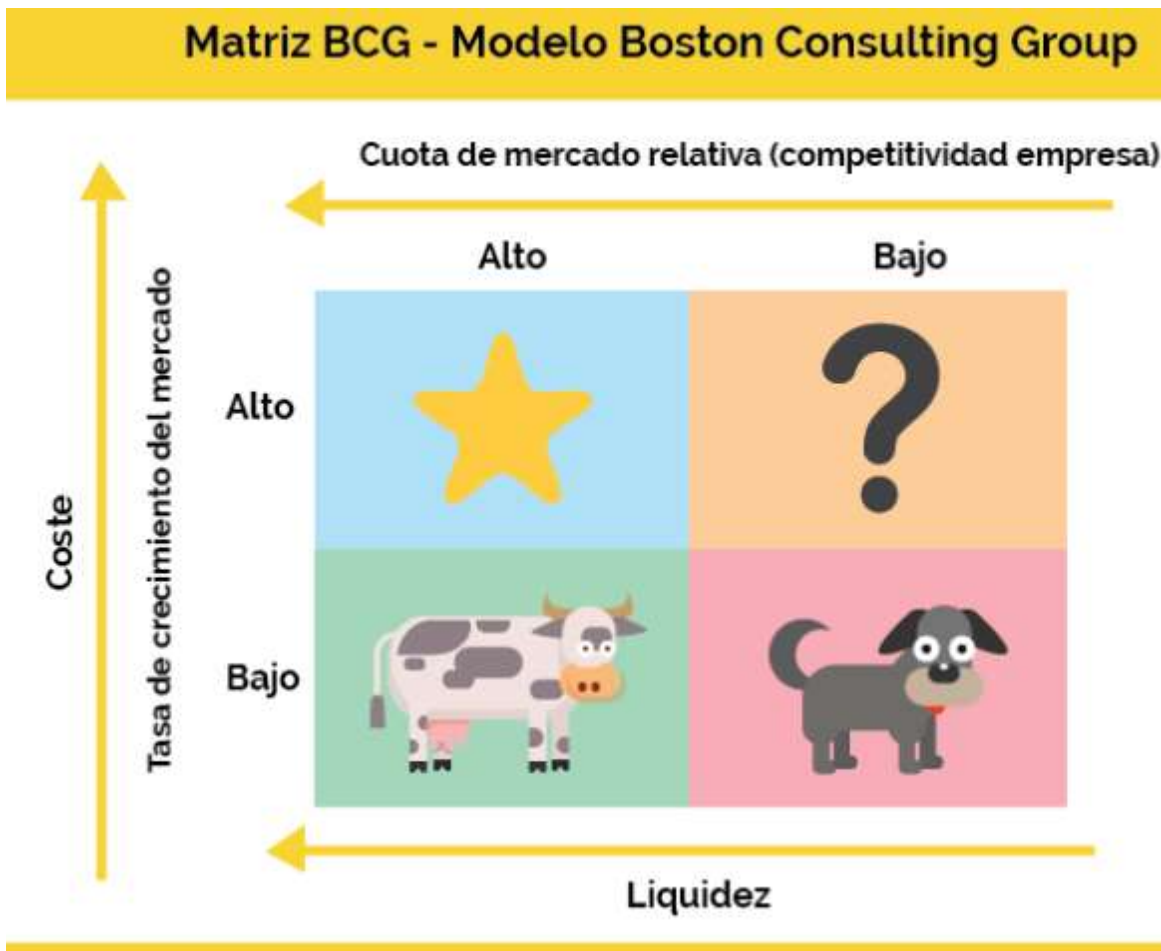 Matriz BCG - Modelo Boston Consulting Group
Cuota de mercado relativa (competitividad empresa)
Alto
Bajo
Coste
Tasa de crecimiento del mercado
Alto
?
Bajo
Liquidez